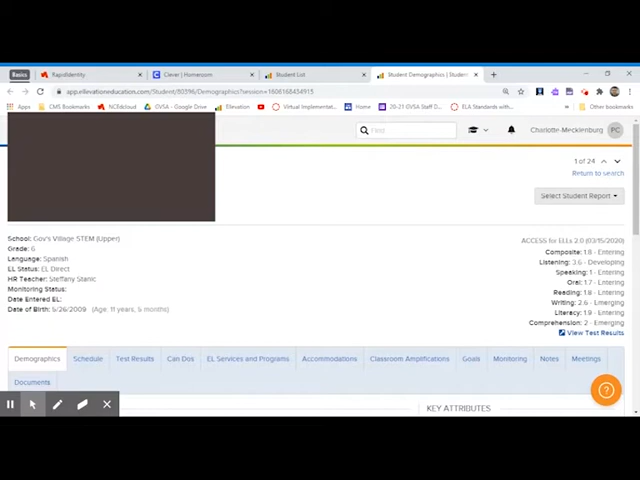 Basics RapidIdentity Clever | Homeroom Student List Student Demographics | Studen
app.ellevationeducation.com/Student/80396/Demographics?session=1606168434915
Apps CMS Bookmarks NCEdcloud GVSA - Google Drive Ellevation Virtual Implementat Home 20-21 GVSA Staff D ELA Standards with Other bookmarks
Find Charlotte-Mecklenburg PC
1 of 24
Return to search
Select Student Report
School: Gov's Village STEM (Upper)
Grade: 6
Language: Spanish
EL Status: EL Direct
HR Teacher: Steffany Stanic
Monitoring Status:
Date Entered EL:
Date of Birth: 5/26/2009 (Age: 11 years, 5 months)
ACCESS for ELLs 2.0 (03/15/2020)
Composite: 1.8 - Entering
Listening: 3.6 - Developing
Speaking: 1 - Entering
Oral: 1.7 - Entering
Reading: 1.8 - Entering
Writing: 2.6 - Emerging
Literacy: 1.9 - Entering
Comprehension: 2 - Emerging
View Test Results
Demographics Schedule Test Results Can Dos EL Services and Programs Accommodations Classroom Amplifications Goals Monitoring Notes Meetings
Documents
KEY ATTRIBUTES